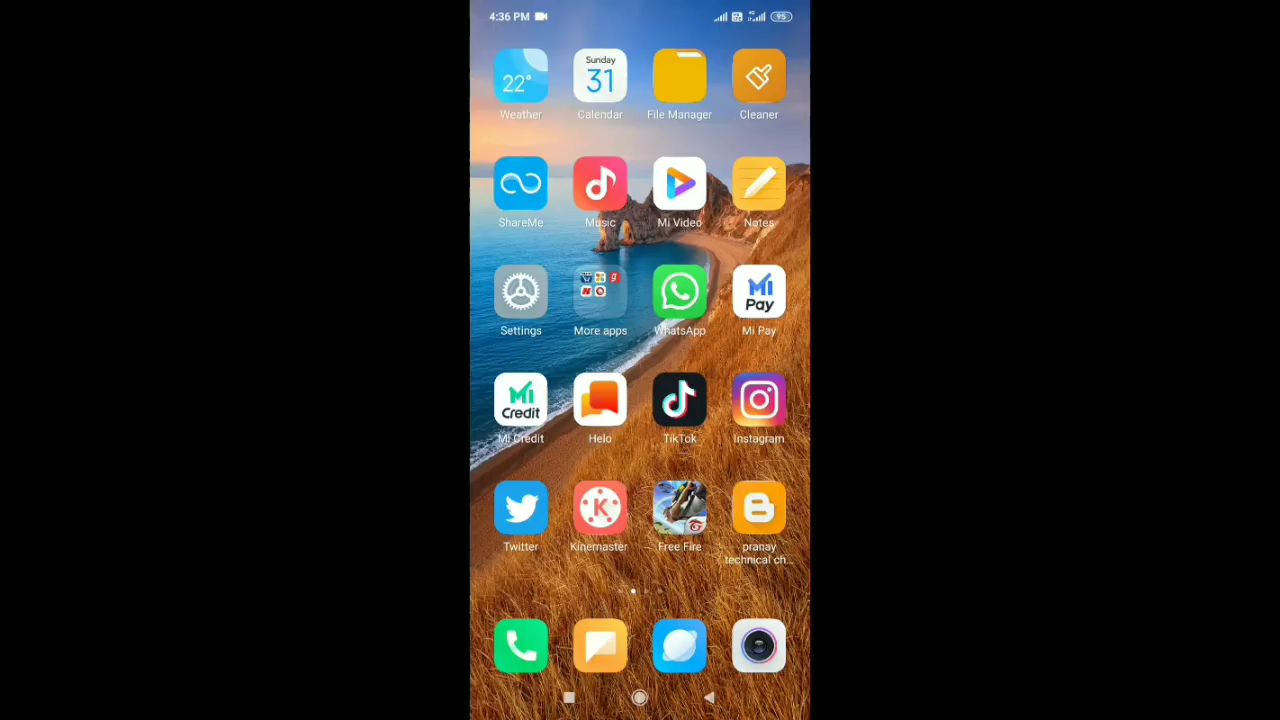 4:36 PM
4G
95
22°
Sunday
31
Weather
Calendar
File Manager
Cleaner
ShareMe
Music
Mi Video
Notes
Mi
Pay
Settings
More apps
WhatsApp
Mi Pay
Mi
Credit
Mi Credit
Helo
TikTok
Instagram
K
Twitter
Kinemaster
Free Fire
pranay
technical ch...